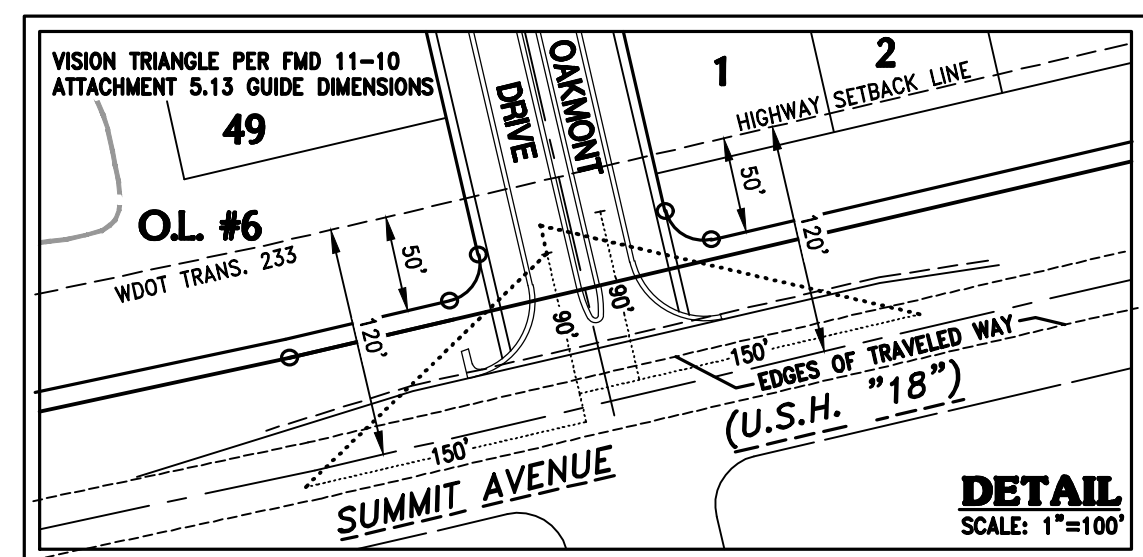 VISION TRIANGLE PER FMD 11-10
ATTACHMENT 5.13 GUIDE DIMENSIONS
49
O.L. #6
WDOT TRANS. 233
DRIVE
OAKMONT
1
2
HIGHWAY SETBACK LINE
50'
120'
50'
120'
90'
90'
150'
150'
EDGES OF TRAVELED WAY
(U.S.H. "18")
SUMMIT AVENUE
DETAIL
SCALE: 1"=100'